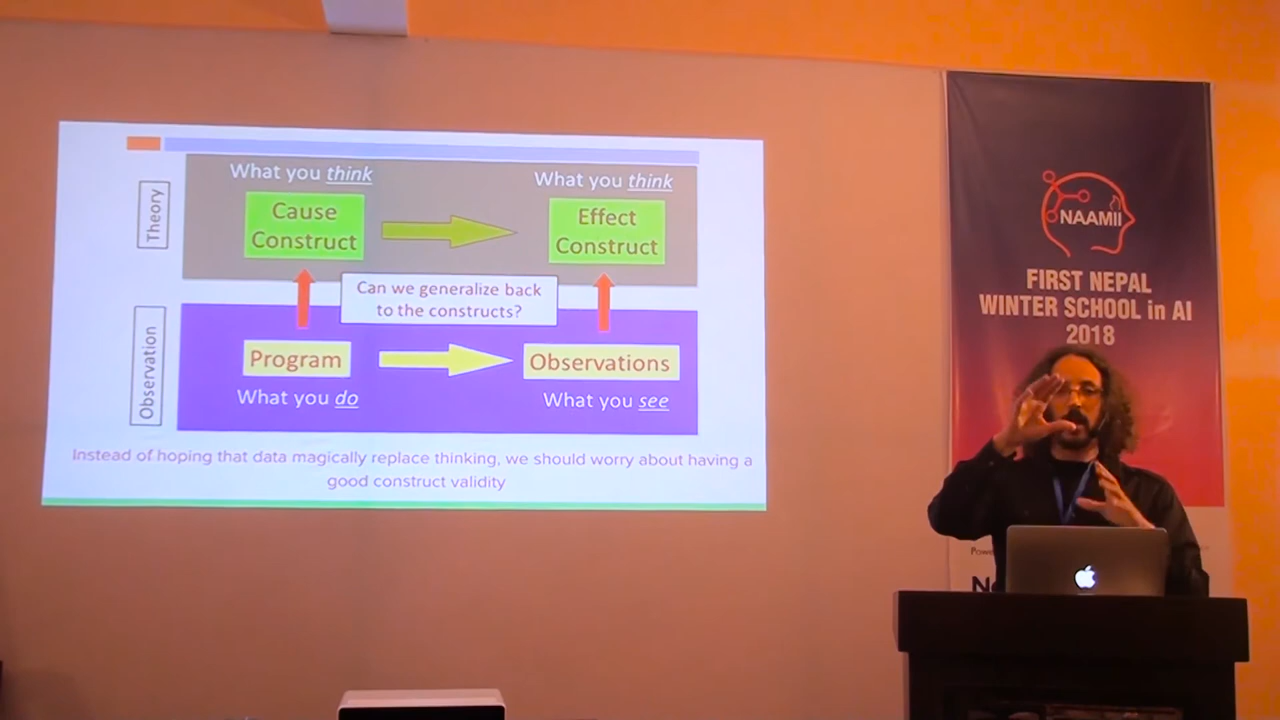 What you think
What you think
Theory
Cause
Construct
Effect
Construct
Can we generalize back
to the constructs?
Observation
Program
Observations
What you do
What you see
Instead of hoping that data magically replace thinking, we should worry about having a
good construct validity
NAAMII
FIRST NEPAL
WINTER SCHOOL in AI
2018